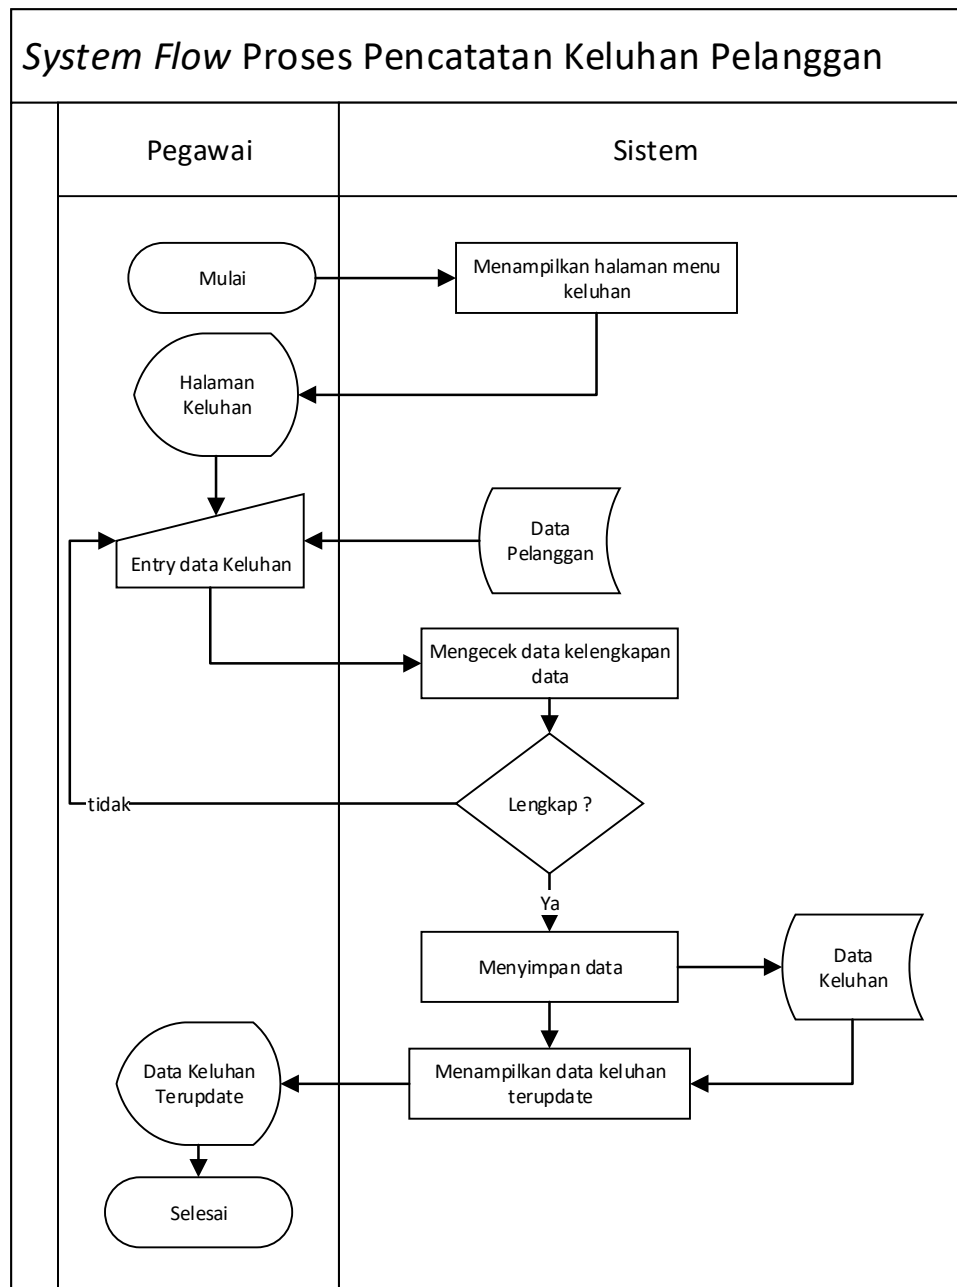 System Flow Proses Pencatatan Keluhan Pelanggan
Pegawai
Sistem
Mulai
Menampilkan halaman menu
keluhan
Halaman
Keluhan
Entry data Keluhan
Data
Pelanggan
Mengecek data kelengkapan
data
Lengkap ?
tidak
Ya
Menyimpan data
Data
Keluhan
Menampilkan data keluhan
terupdate
Data Keluhan
Terupdate
Selesai